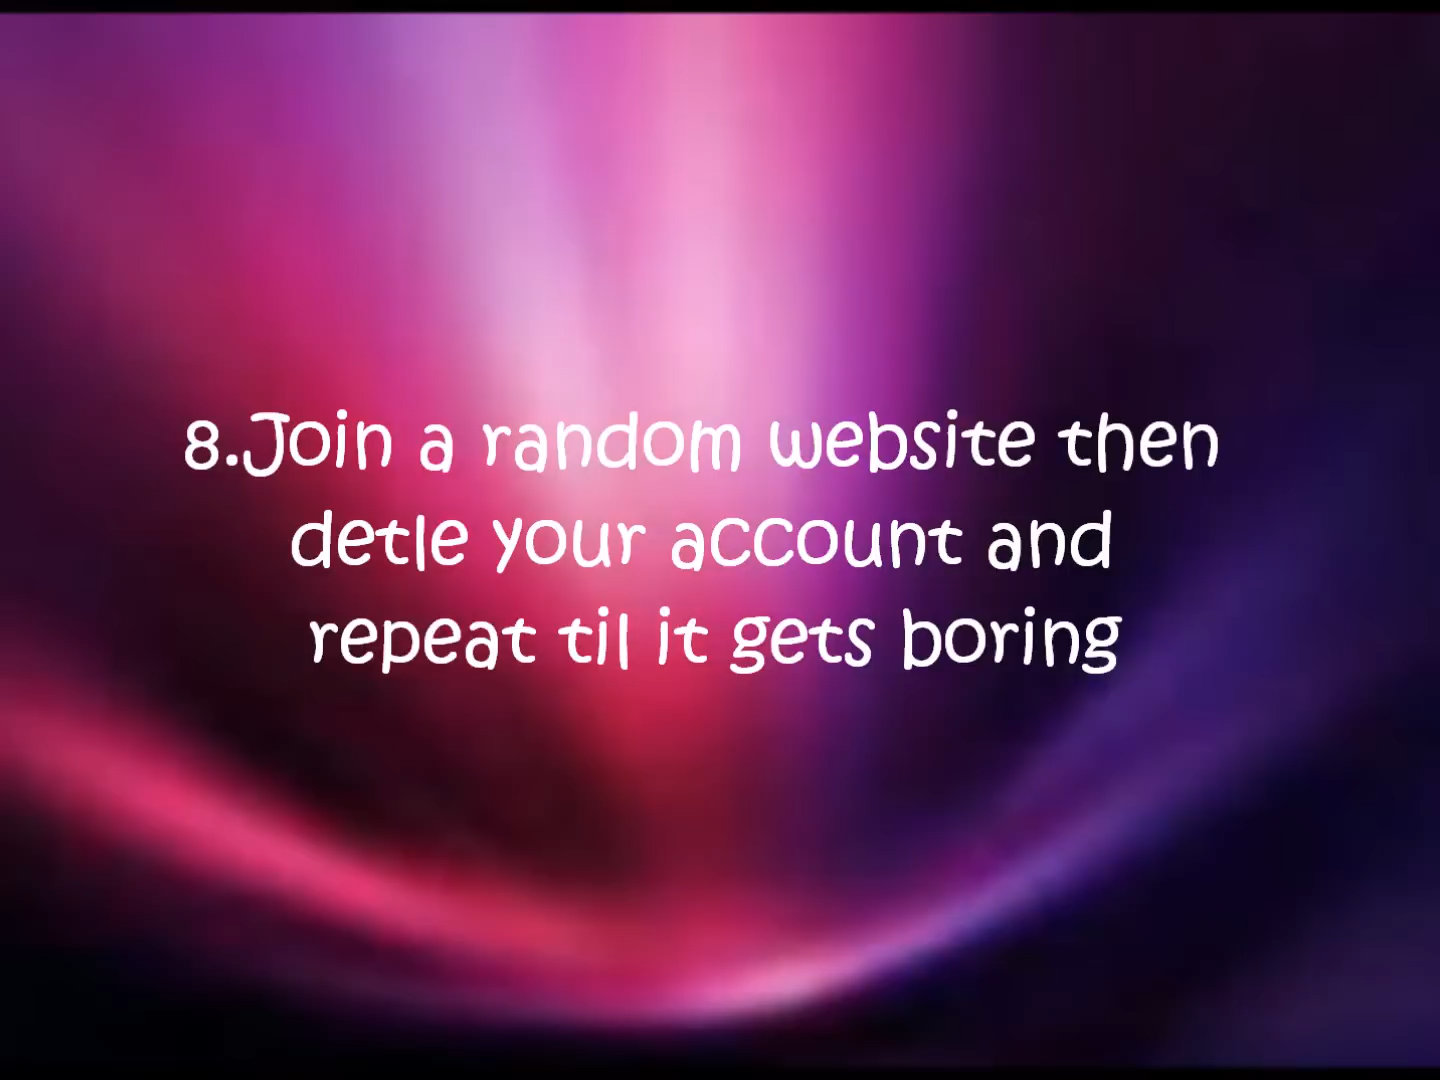 8.Join a random website then
detle your account and
repeat til it gets boring